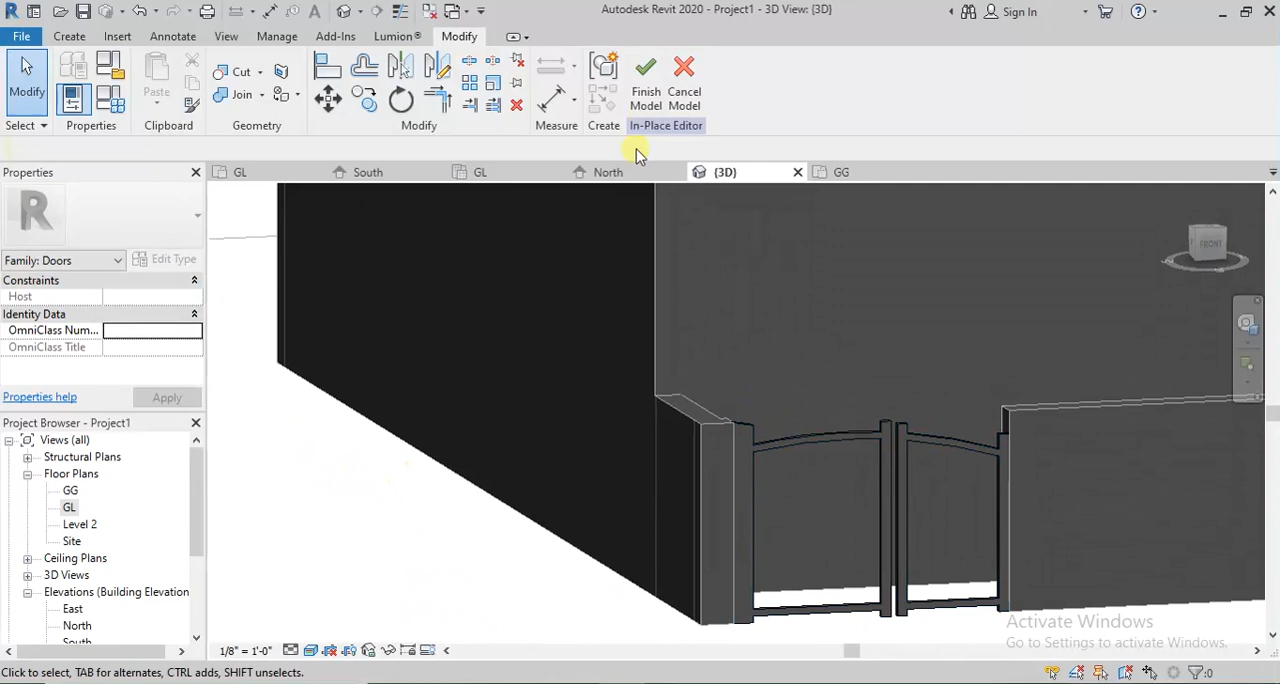 Autodesk Revit 2020 - Project1 - 3D View: {3D}
Sign In
File Create Insert Annotate View Manage Add-Ins Lumion® Modify
Modify
Paste
Cut
Join
Finish Model
Cancel Model
Select Properties Clipboard Geometry Modify Measure Create In-Place Editor
Properties
GL South GL North {3D} GG
Family: Doors Edit Type
Constraints
Host
Identity Data
OmniClass Num...
OmniClass Title
Properties help Apply
Project Browser - Project1
Views (all)
Structural Plans
Floor Plans
GG
GL
Level 2
Site
Ceiling Plans
3D Views
Elevations (Building Elevation
East
North
South
FRONT
Activate Windows
Go to Settings to activate Windows.
1/8" = 1'-0"
Click to select, TAB for alternates, CTRL adds, SHIFT unselects.
:0